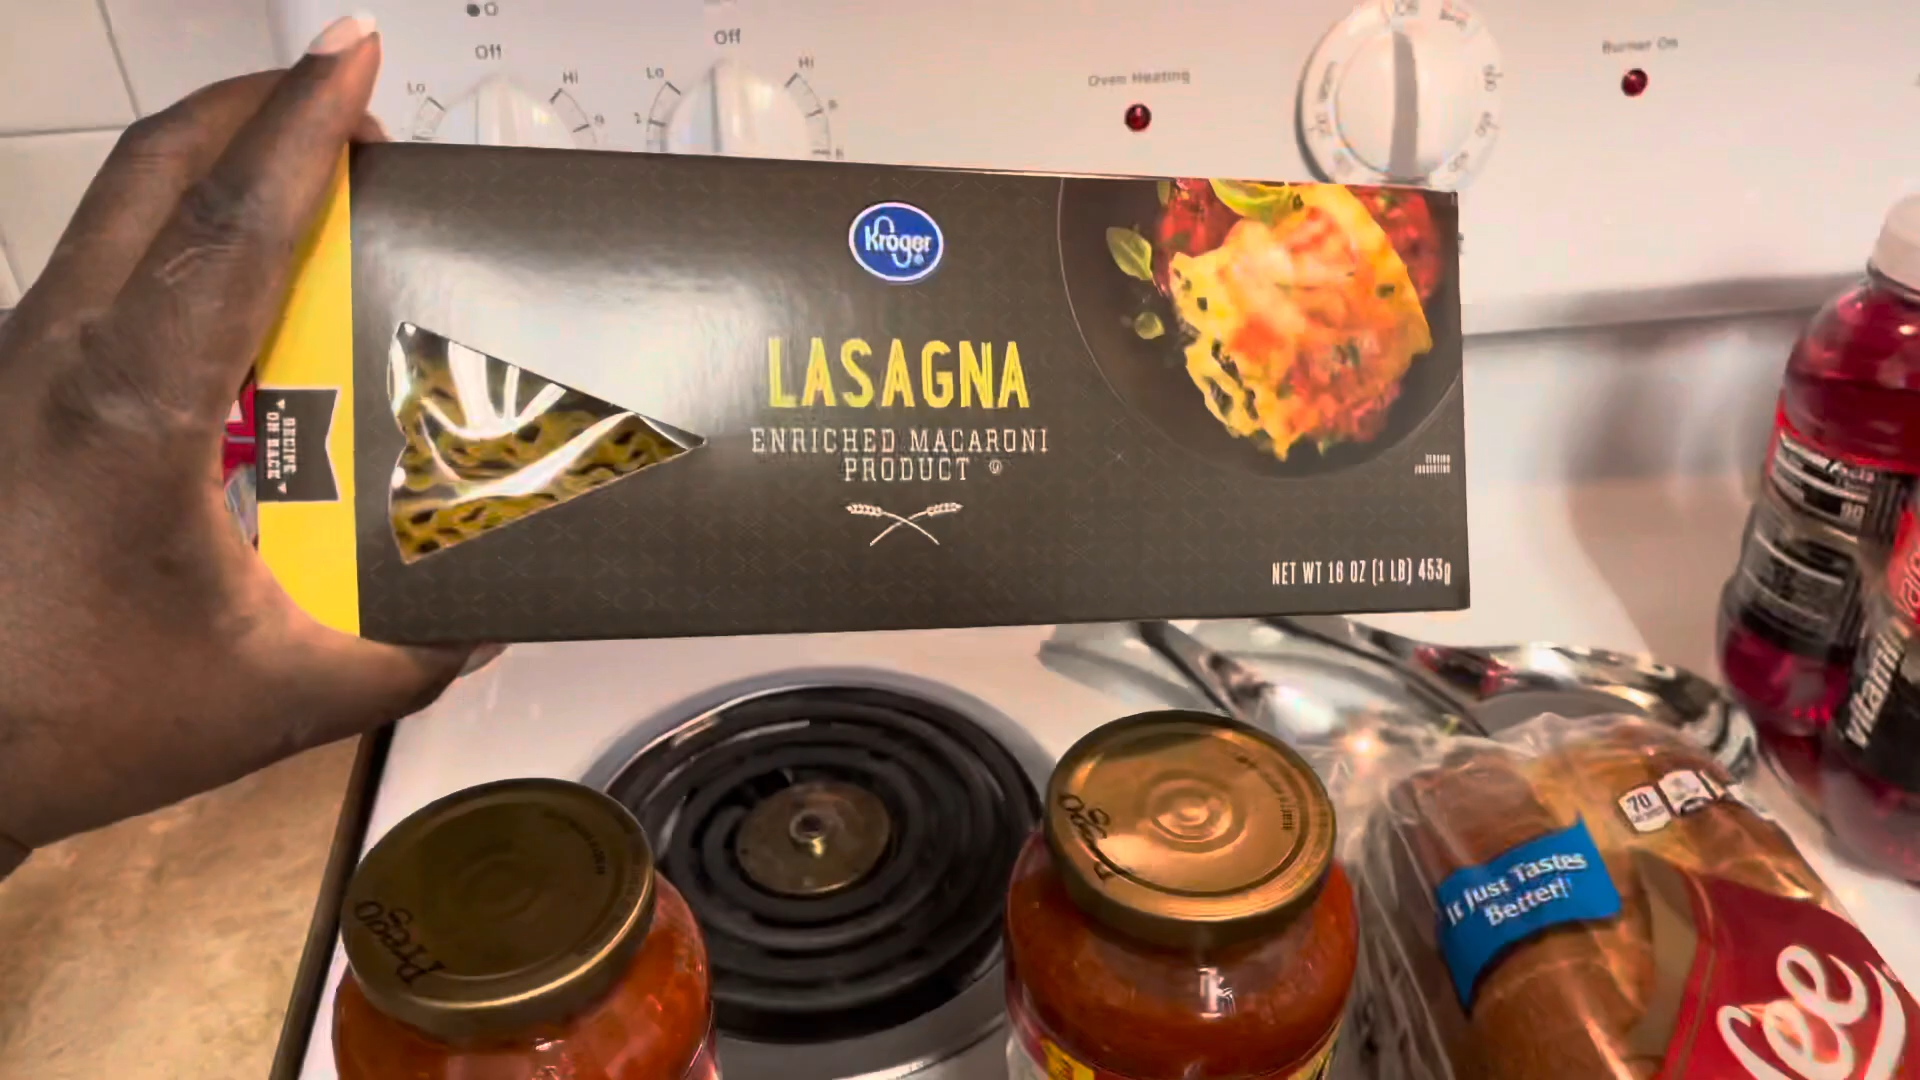 Off
Off
Lo
Hi
Lo
Hi
Oven Heating
Burner On
Kroger
LASAGNA
ENRICHED MACARONI
PRODUCT
RECIPE
ON BACK
NET WT 16 OZ (1 LB) 453g
90
Prego
Prego
70
It Just Tastes
Better!